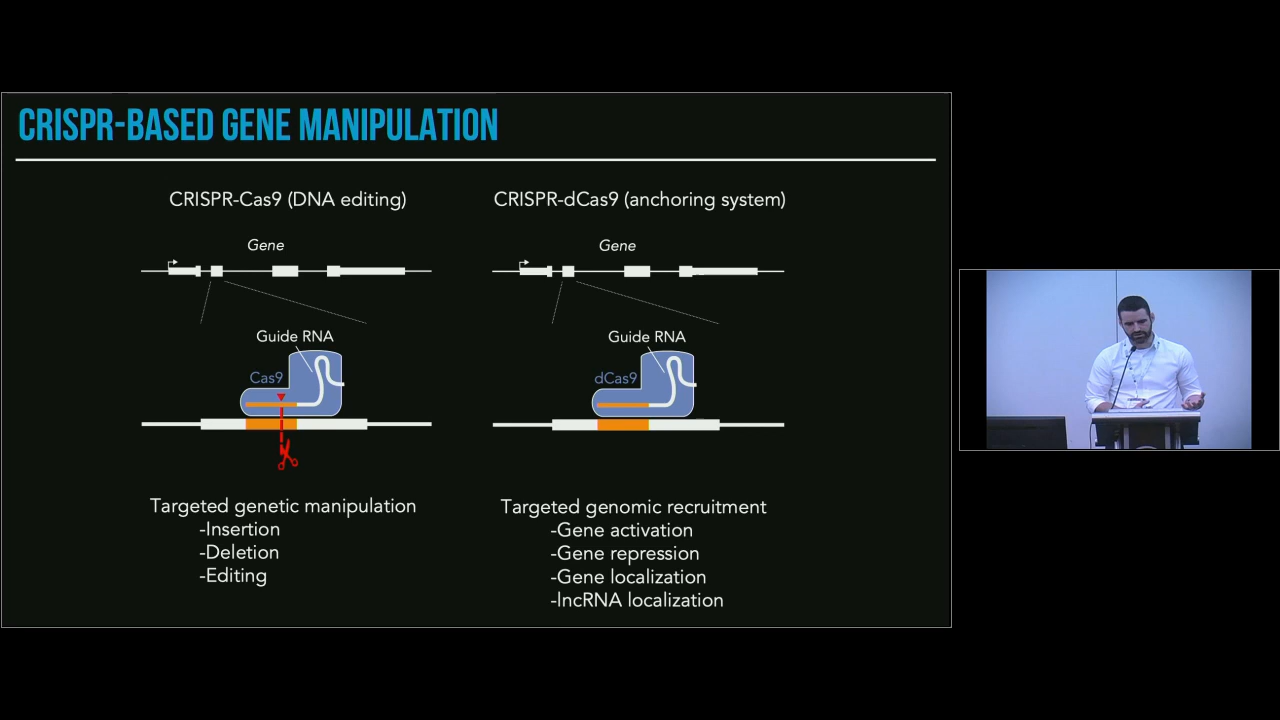 CRISPR-BASED GENE MANIPULATION
CRISPR-Cas9 (DNA editing)
Gene
Guide RNA
Cas9
Targeted genetic manipulation
-Insertion
-Deletion
-Editing
CRISPR-dCas9 (anchoring system)
Gene
Guide RNA
dCas9
Targeted genomic recruitment
-Gene activation
-Gene repression
-Gene localization
-lncRNA localization